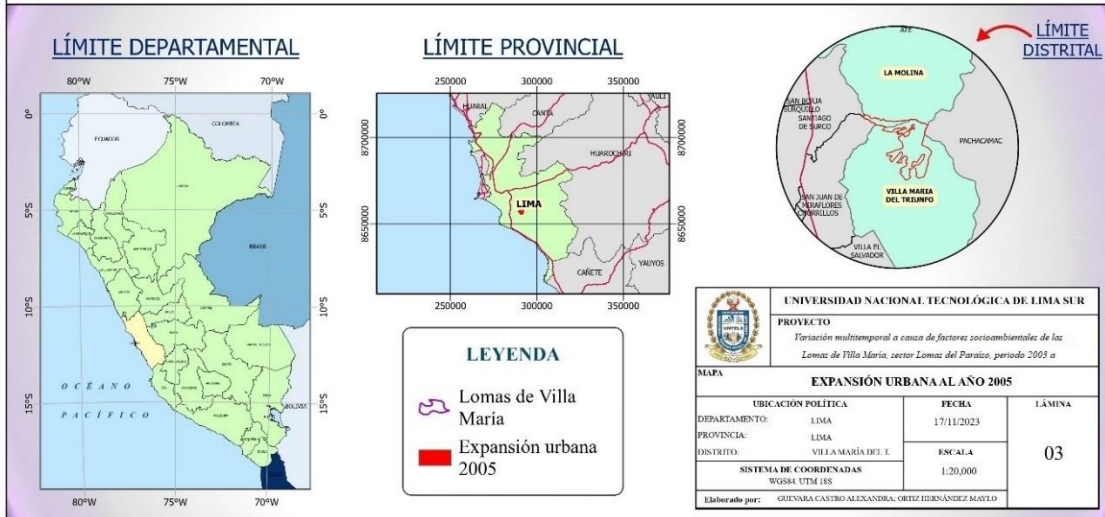 LÍMITE DEPARTAMENTAL
80°W 75°W 70°W
0° 0°
5°S 5°S
10°S 10°S
15°S 15°S
80°W 75°W 70°W
ECUADOR
COLOMBIA
BRASIL
BOLIVIA
OCÉANO
PACÍFICO
LÍMITE PROVINCIAL
250000 300000 350000
8700000 8700000
8650000 8650000
250000 300000 350000
HUARAL
CANTA
YAULI
HUAROCHIRI
LIMA
CAÑETE
YAUYOS
LÍMITE
DISTRITAL
ATE
LA MOLINA
SAN BORJA
SURQUILLO
SANTIAGO
DE SURCO
PACHACAMAC
SAN JUAN DE
MIRAFLORES
CHORRILLOS
VILLA MARIA
DEL TRIUNFO
VILLA EL
SALVADOR
LEYENDA
Lomas de Villa
María
Expansión urbana
2005
UNTELS
UNIVERSIDAD NACIONAL TECNOLÓGICA DE LIMA SUR
PROYECTO
Variación multitemporal a causa de factores socioambientales de las
Lomas de Villa María, sector Lomas del Paraíso, periodo 2005 a
MAPA
EXPANSIÓN URBANA AL AÑO 2005
UBICACIÓN POLÍTICA
DEPARTAMENTO: LIMA
PROVINCIA: LIMA
DISTRITO: VILLA MARÍA DEL T.
SISTEMA DE COORDENADAS
WGS84 UTM 18S
FECHA
17/11/2023
ESCALA
1:20,000
LÁMINA
03
Elaborado por: GUEVARA CASTRO ALEXANDRA; ORTIZ HERNÁNDEZ MAYLO